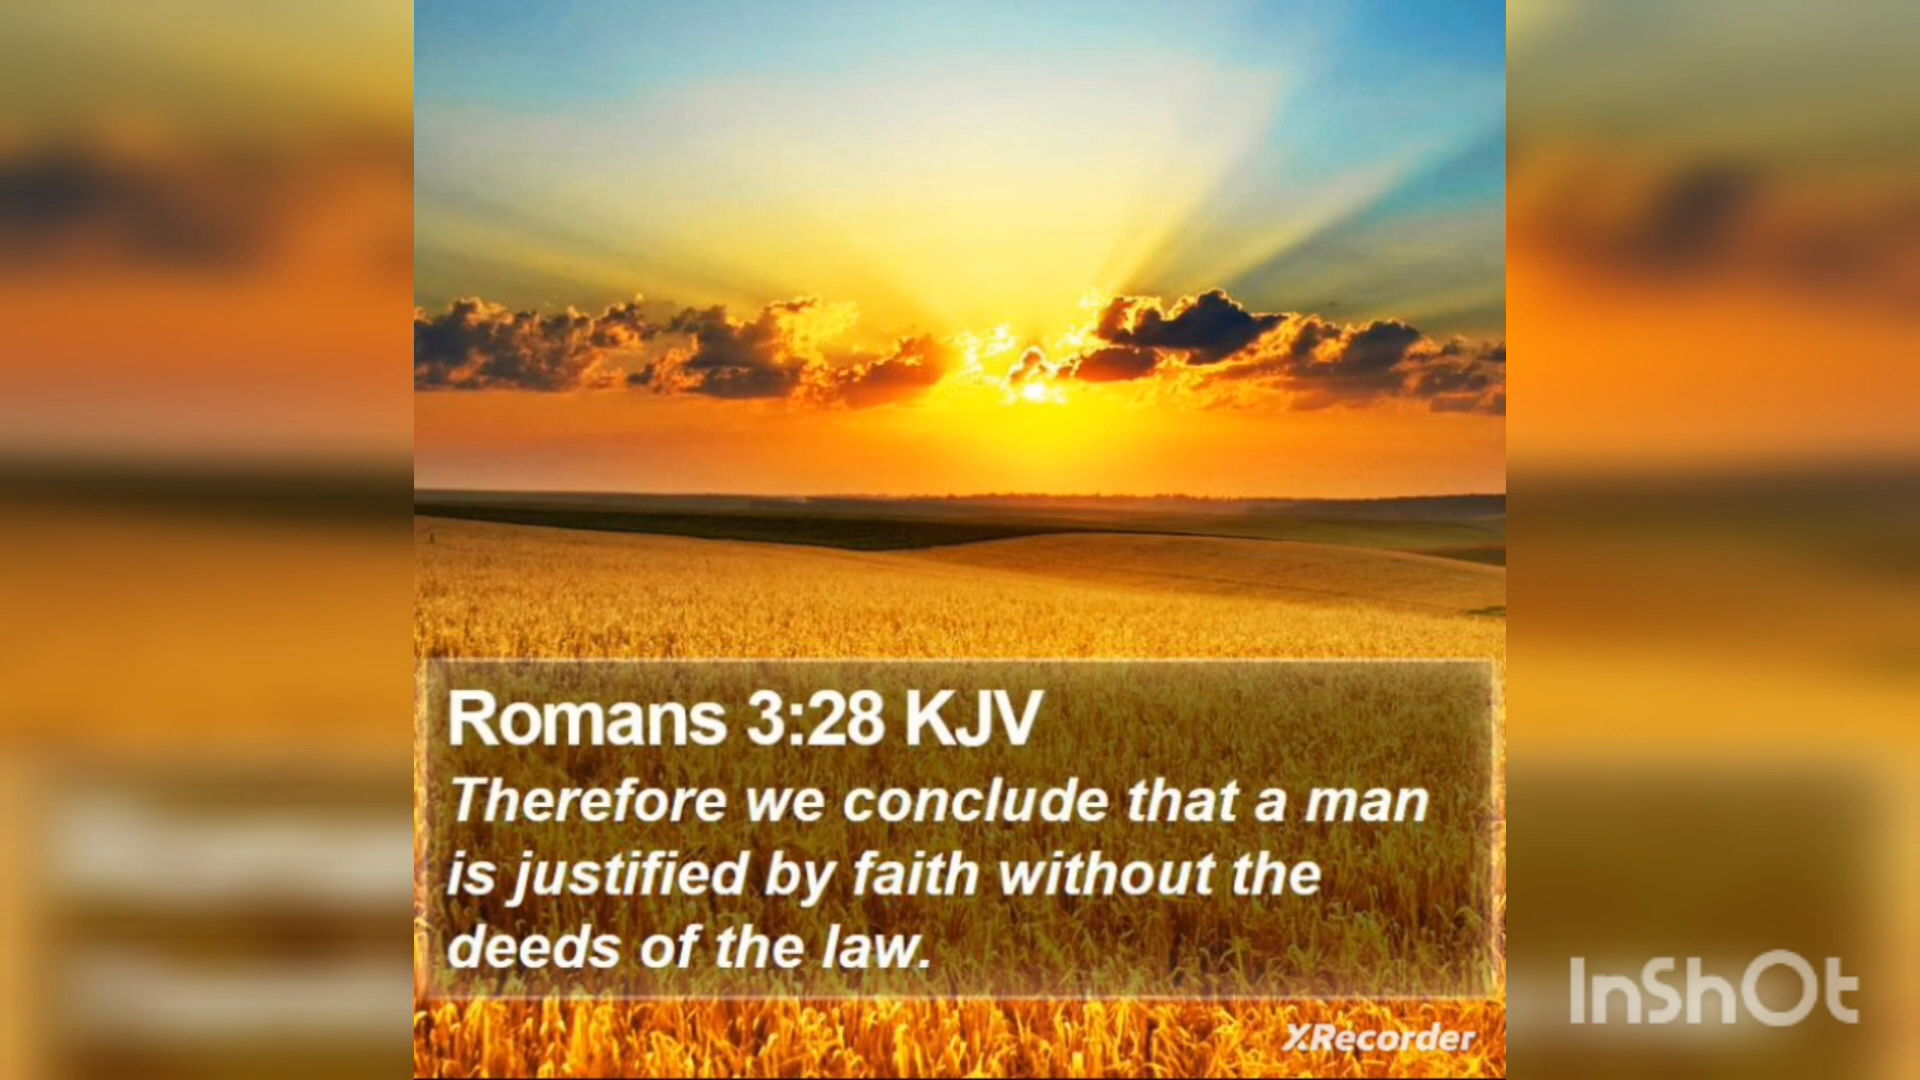 Romans 3:28 KJV
Therefore we conclude that a man
is justified by faith without the
deeds of the law.
InShOt
XRecorder